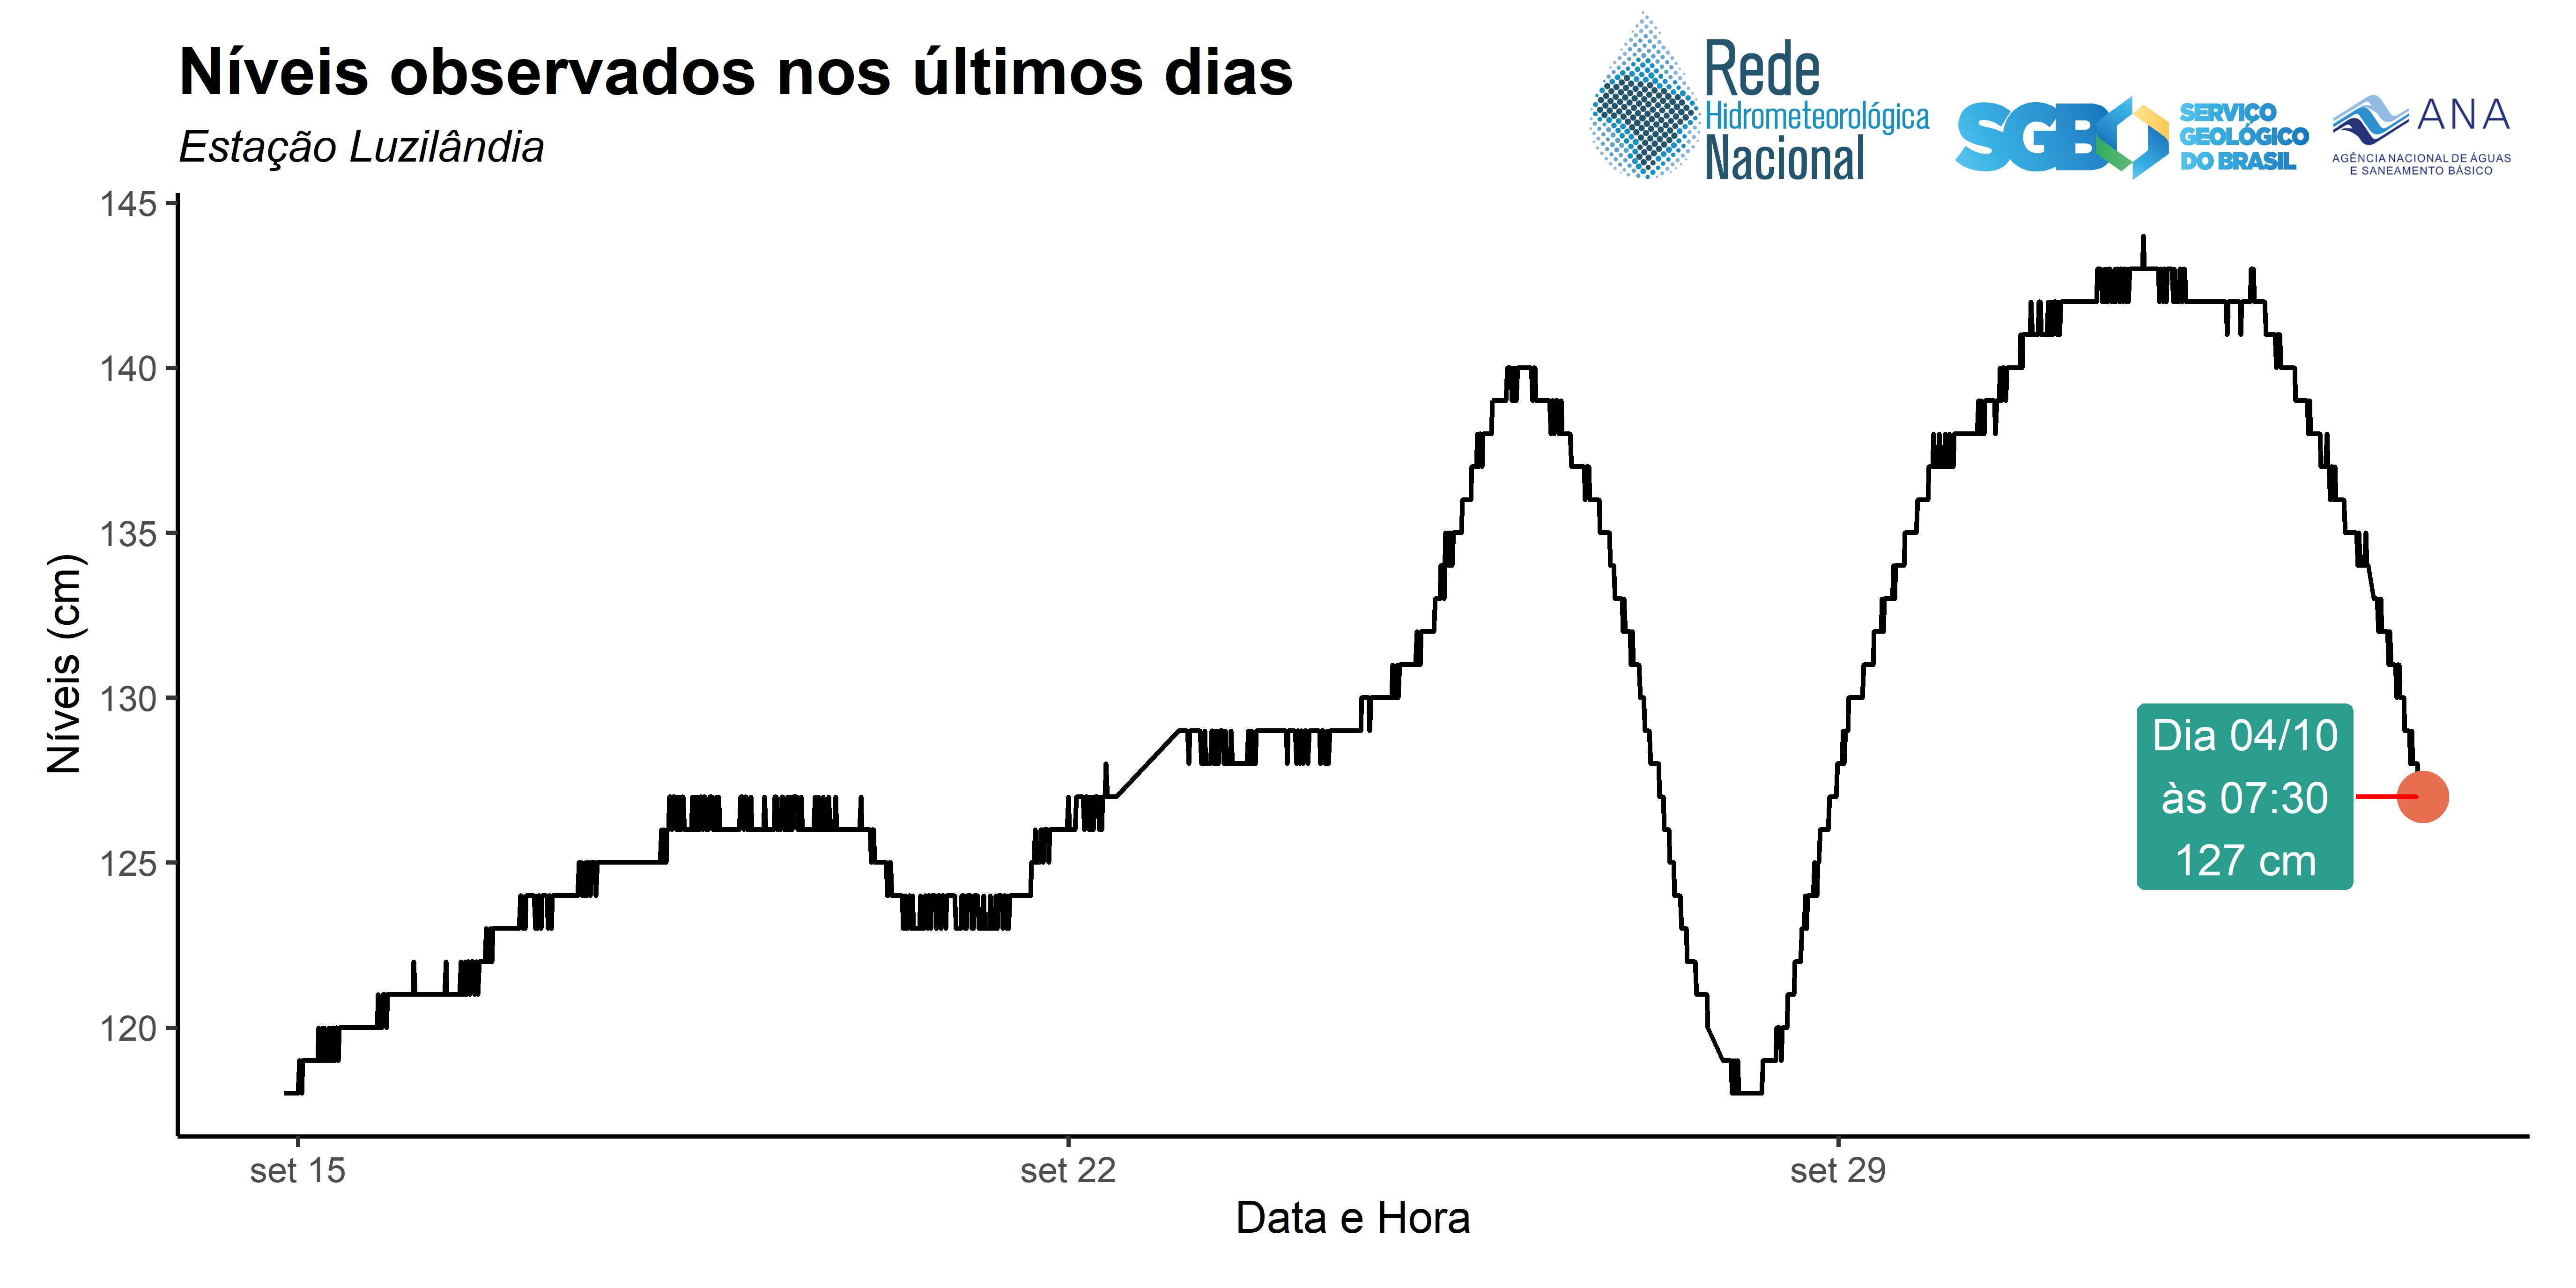 Níveis observados nos últimos dias
Estação Luzilândia
Rede
Hidrometeorológica
Nacional
SGB
SERVIÇO
GEOLÓGICO
DO BRASIL
ANA
AGÊNCIA NACIONAL DE ÁGUAS
E SANEAMENTO BÁSICO
Níveis (cm)
145
140
135
130
125
120
Dia 04/10
às 07:30
127 cm
set 15
set 22
set 29
Data e Hora